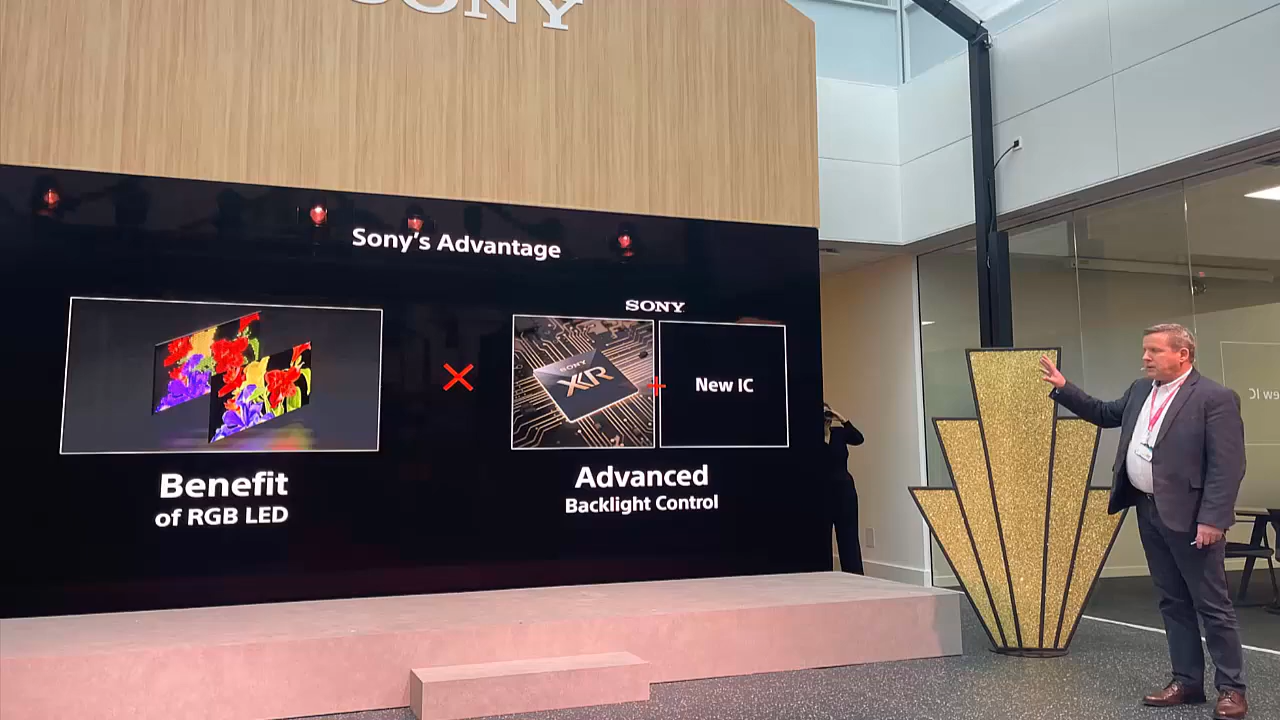 SONY
Sony's Advantage
SONY
SONY
XR
New IC
Benefit
of RGB LED
Advanced
Backlight Control